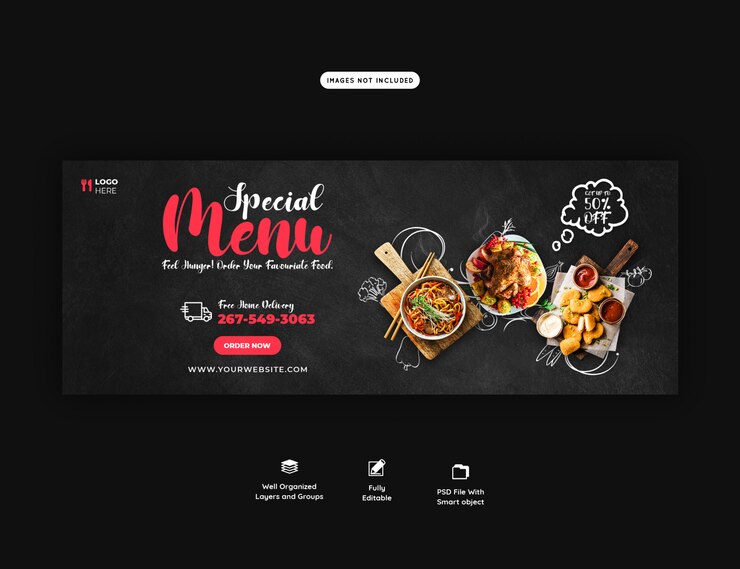 IMAGES NOT INCLUDED
LOGO
HERE
Special
Menu
Feel Hunger! Order Your Favouriate Food.
GET UP TO
50%
OFF
Free Home Delivery
267-549-3063
ORDER NOW
WWW.YOURWEBSITE.COM
Well Organized
Layers and Groups
Fully
Editable
PSD File With
Smart object